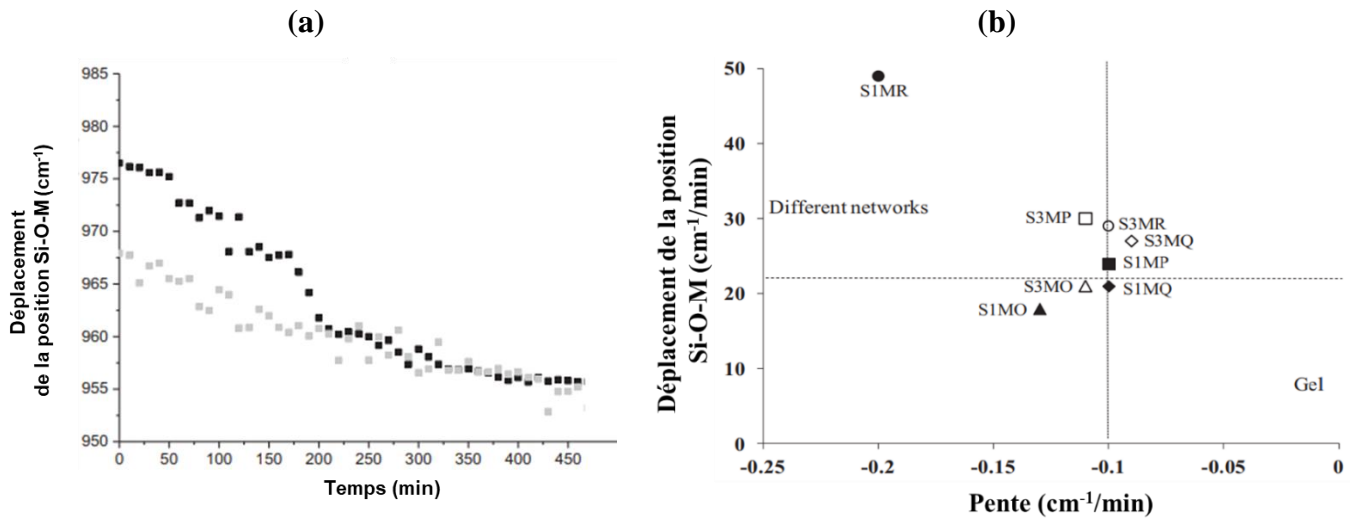 (a)
985
980
975
970
965
960
955
950
Déplacement
de la position Si-O-M (cm-1)
0 50 100 150 200 250 300 350 400 450
Temps (min)
(b)
50
40
30
20
10
0
Déplacement de la position
Si-O-M (cm-1/min)
S1MR
Different networks
S3MP
S3MR
S3MQ
S1MP
S3MO
S1MQ
S1MO
Gel
-0.25 -0.2 -0.15 -0.1 -0.05 0
Pente (cm-1/min)